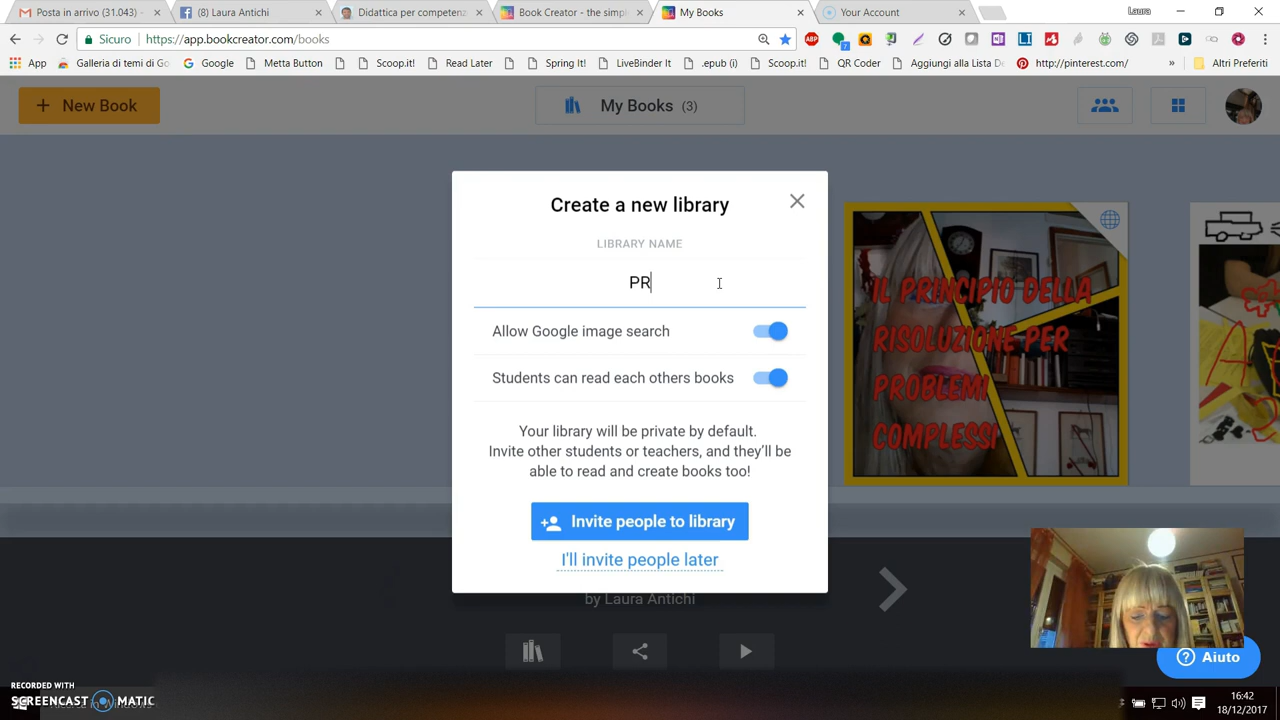 Posta in arrivo (31.043)
(8) Laura Antichi
Didattica per competenz
Book Creator - the simpl
My Books
Your Account
Laura
Sicuro
https://app.bookcreator.com/books
App
Galleria di temi di Go
Google
Metta Button
Scoop.it!
Read Later
Spring It!
LiveBinder It
.epub (i)
Scoop.it!
QR Coder
Aggiungi alla Lista De
http://pinterest.com/
»
Altri Preferiti
+ New Book
My Books (3)
Create a new library
LIBRARY NAME
PR
Allow Google image search
Students can read each others books
Your library will be private by default.
Invite other students or teachers, and they'll be
able to read and create books too!
Invite people to library
I'll invite people later
by Laura Antichi
IL PRINCIPIO DELLA
RISOLUZIONE PER
PROBLEMI
COMPLESSI
Aiuto
RECORDED WITH
SCREENCAST MATIC
16:42
18/12/2017